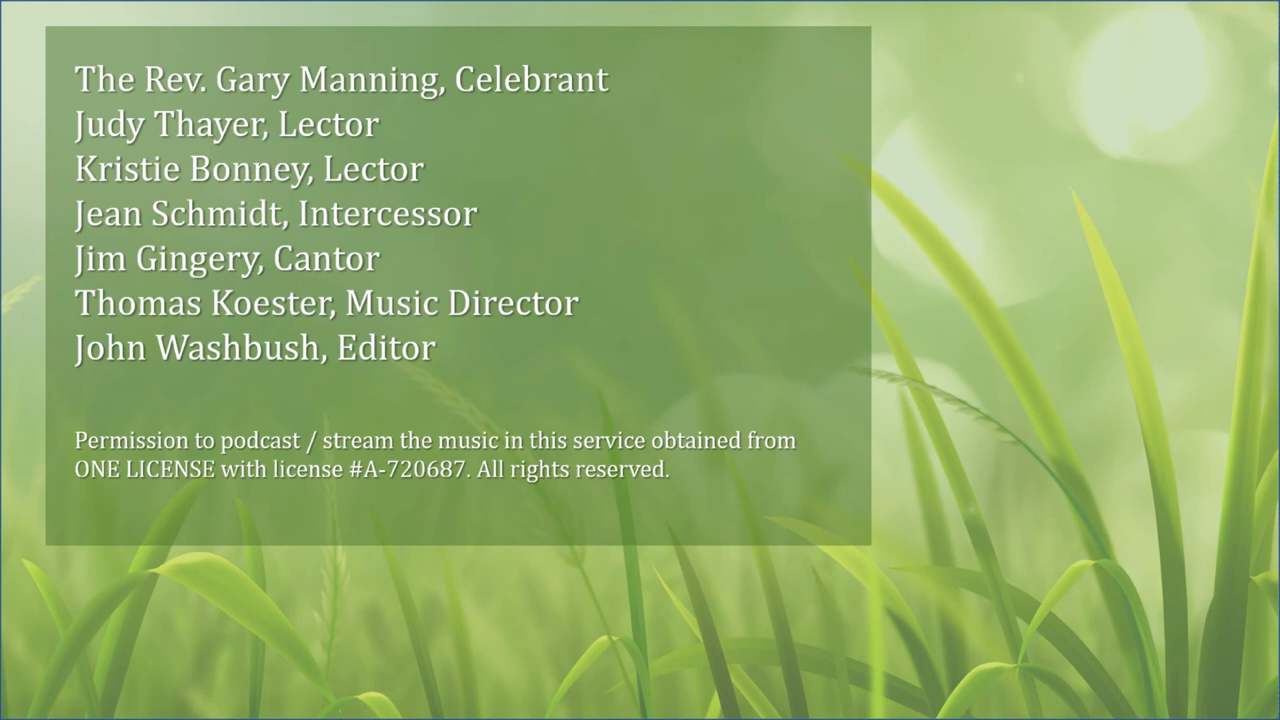 The Rev. Gary Manning, Celebrant
Judy Thayer, Lector
Kristie Bonney, Lector
Jean Schmidt, Intercessor
Jim Gingery, Cantor
Thomas Koester, Music Director
John Washbush, Editor
Permission to podcast / stream the music in this service obtained from
ONE LICENSE with license #A-720687. All rights reserved.